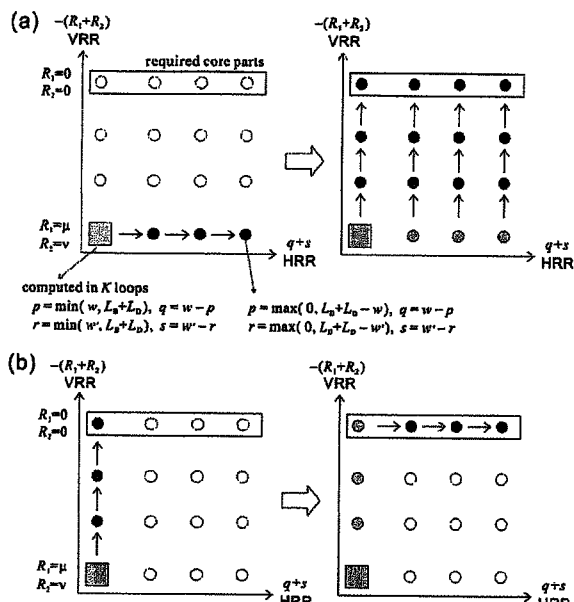 (a)
-(R₁+R₂)
VRR
R₁=0
R₂=0
required core parts
R₁=μ
R₂=ν
q+s
HRR
computed in K loops
p=min(w, L_B+L_D), q=w-p
r=min(w', L_B+L_D), s=w'-r
-(R₁+R₂)
VRR
q+s
HRR
p=max(0, L_B+L_D-w), q=w-p
r=max(0, L_B+L_D-w'), s=w'-r
(b)
-(R₁+R₂)
VRR
R₁=0
R₂=0
R₁=μ
R₂=ν
q+s
HRR
-(R₁+R₂)
VRR
q+s
HRR